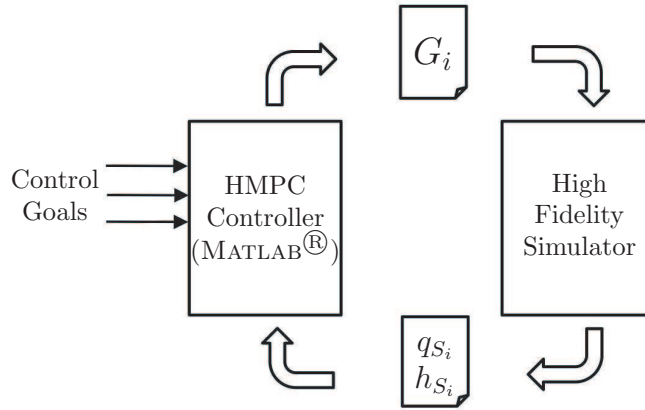 G_i
Control
Goals
HMPC
Controller
(MATLAB®)
High
Fidelity
Simulator
q_{S_i}
h_{S_i}